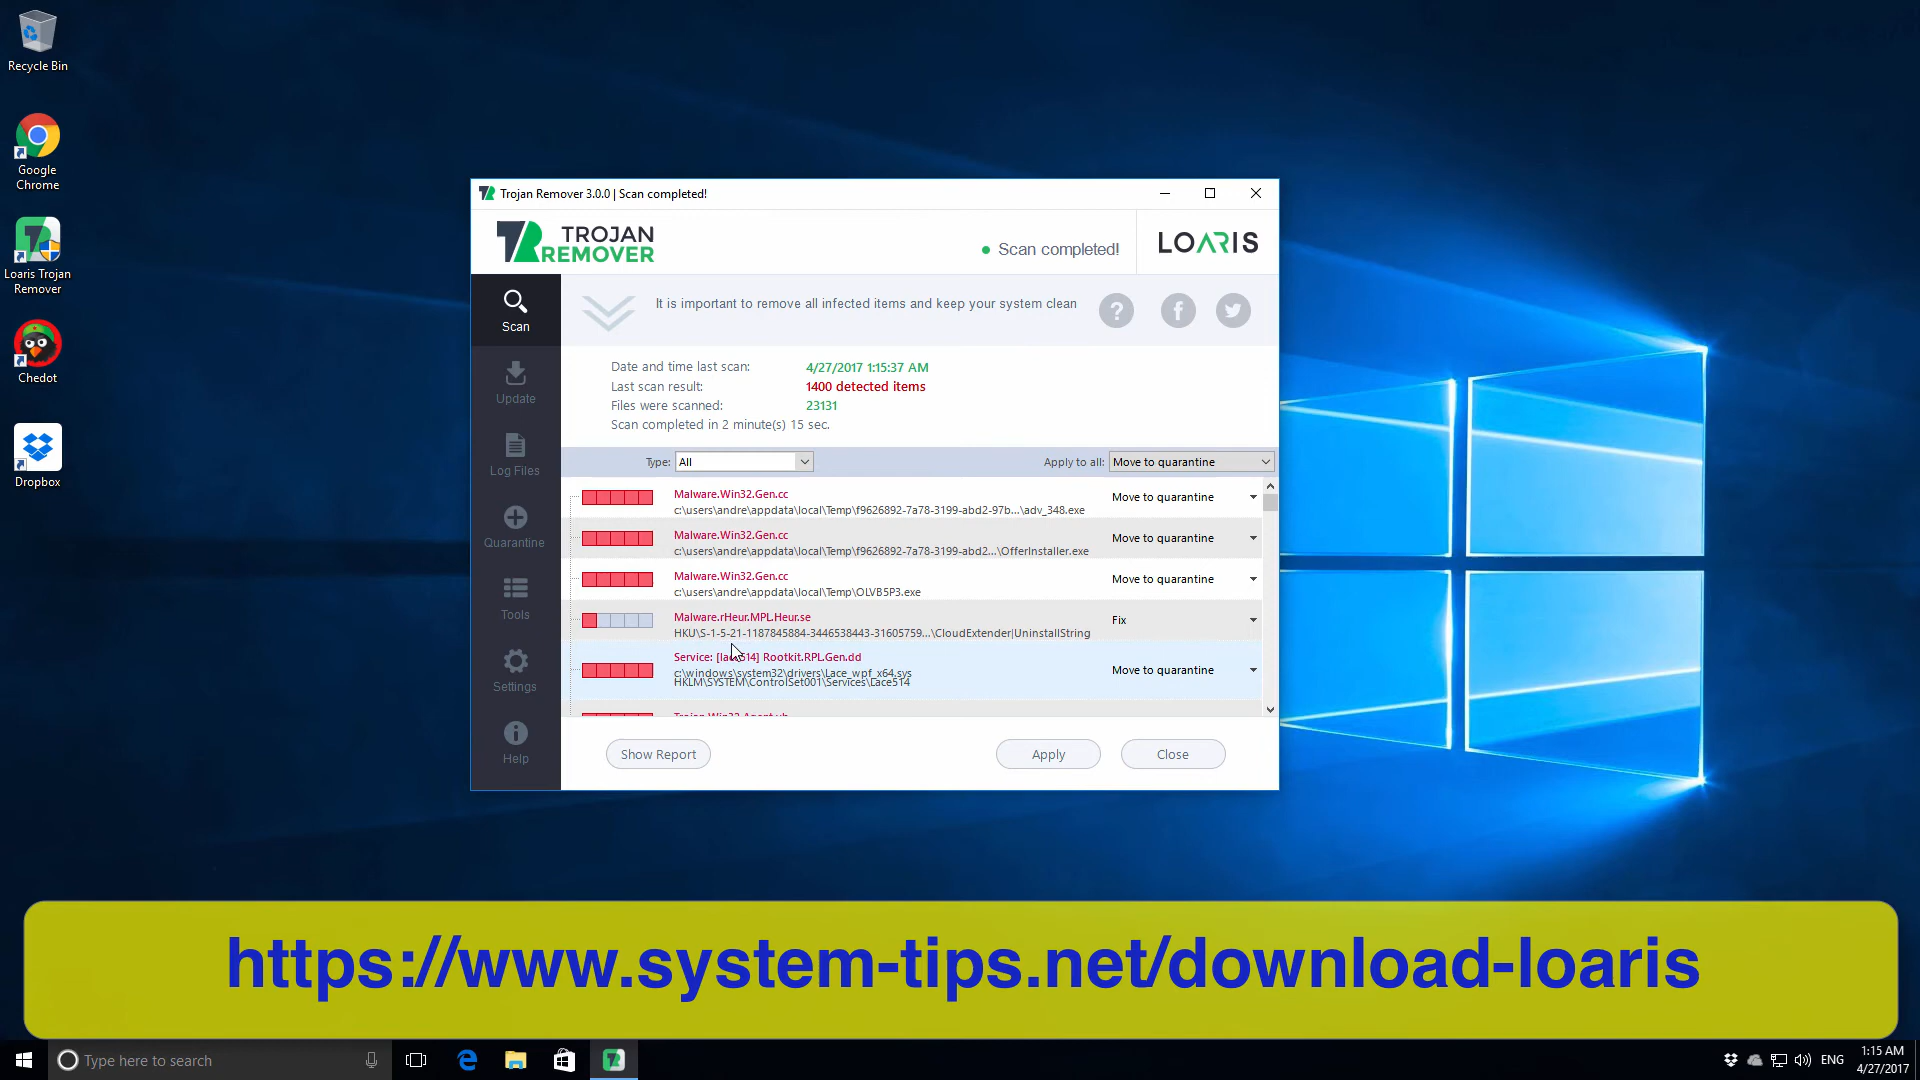 Recycle Bin
Google
Chrome
Loaris Trojan
Remover
Chedot
Dropbox
Trojan Remover 3.0.0 | Scan completed!
TROJAN
REMOVER
Scan completed!
LOARIS
Scan
Update
Log Files
Quarantine
Tools
Settings
Help
It is important to remove all infected items and keep your system clean
?
Date and time last scan: 4/27/2017 1:15:37 AM
Last scan result: 1400 detected items
Files were scanned: 23131
Scan completed in 2 minute(s) 15 sec.
Type: All
Apply to all: Move to quarantine
Malware.Win32.Gen.cc
c:\users\andre\appdata\local\Temp\f9626892-7a78-3199-abd2-97b...\adv_348.exe
Move to quarantine
Malware.Win32.Gen.cc
c:\users\andre\appdata\local\Temp\f9626892-7a78-3199-abd2...\OfferInstaller.exe
Move to quarantine
Malware.Win32.Gen.cc
c:\users\andre\appdata\local\Temp\OLVB5P3.exe
Move to quarantine
Malware.rHeur.MPL.Heur.se
HKU\S-1-5-21-1187845884-3446538443-31605759...\CloudExtender|UninstallString
Fix
Service: [lace514] Rootkit.RPL.Gen.dd
c:\windows\system32\drivers\Lace_wpf_x64.sys
HKLM\SYSTEM\ControlSet001\Services\Lace514
Move to quarantine
Show Report
Apply
Close
https://www.system-tips.net/download-loaris
Type here to search
ENG
1:15 AM
4/27/2017